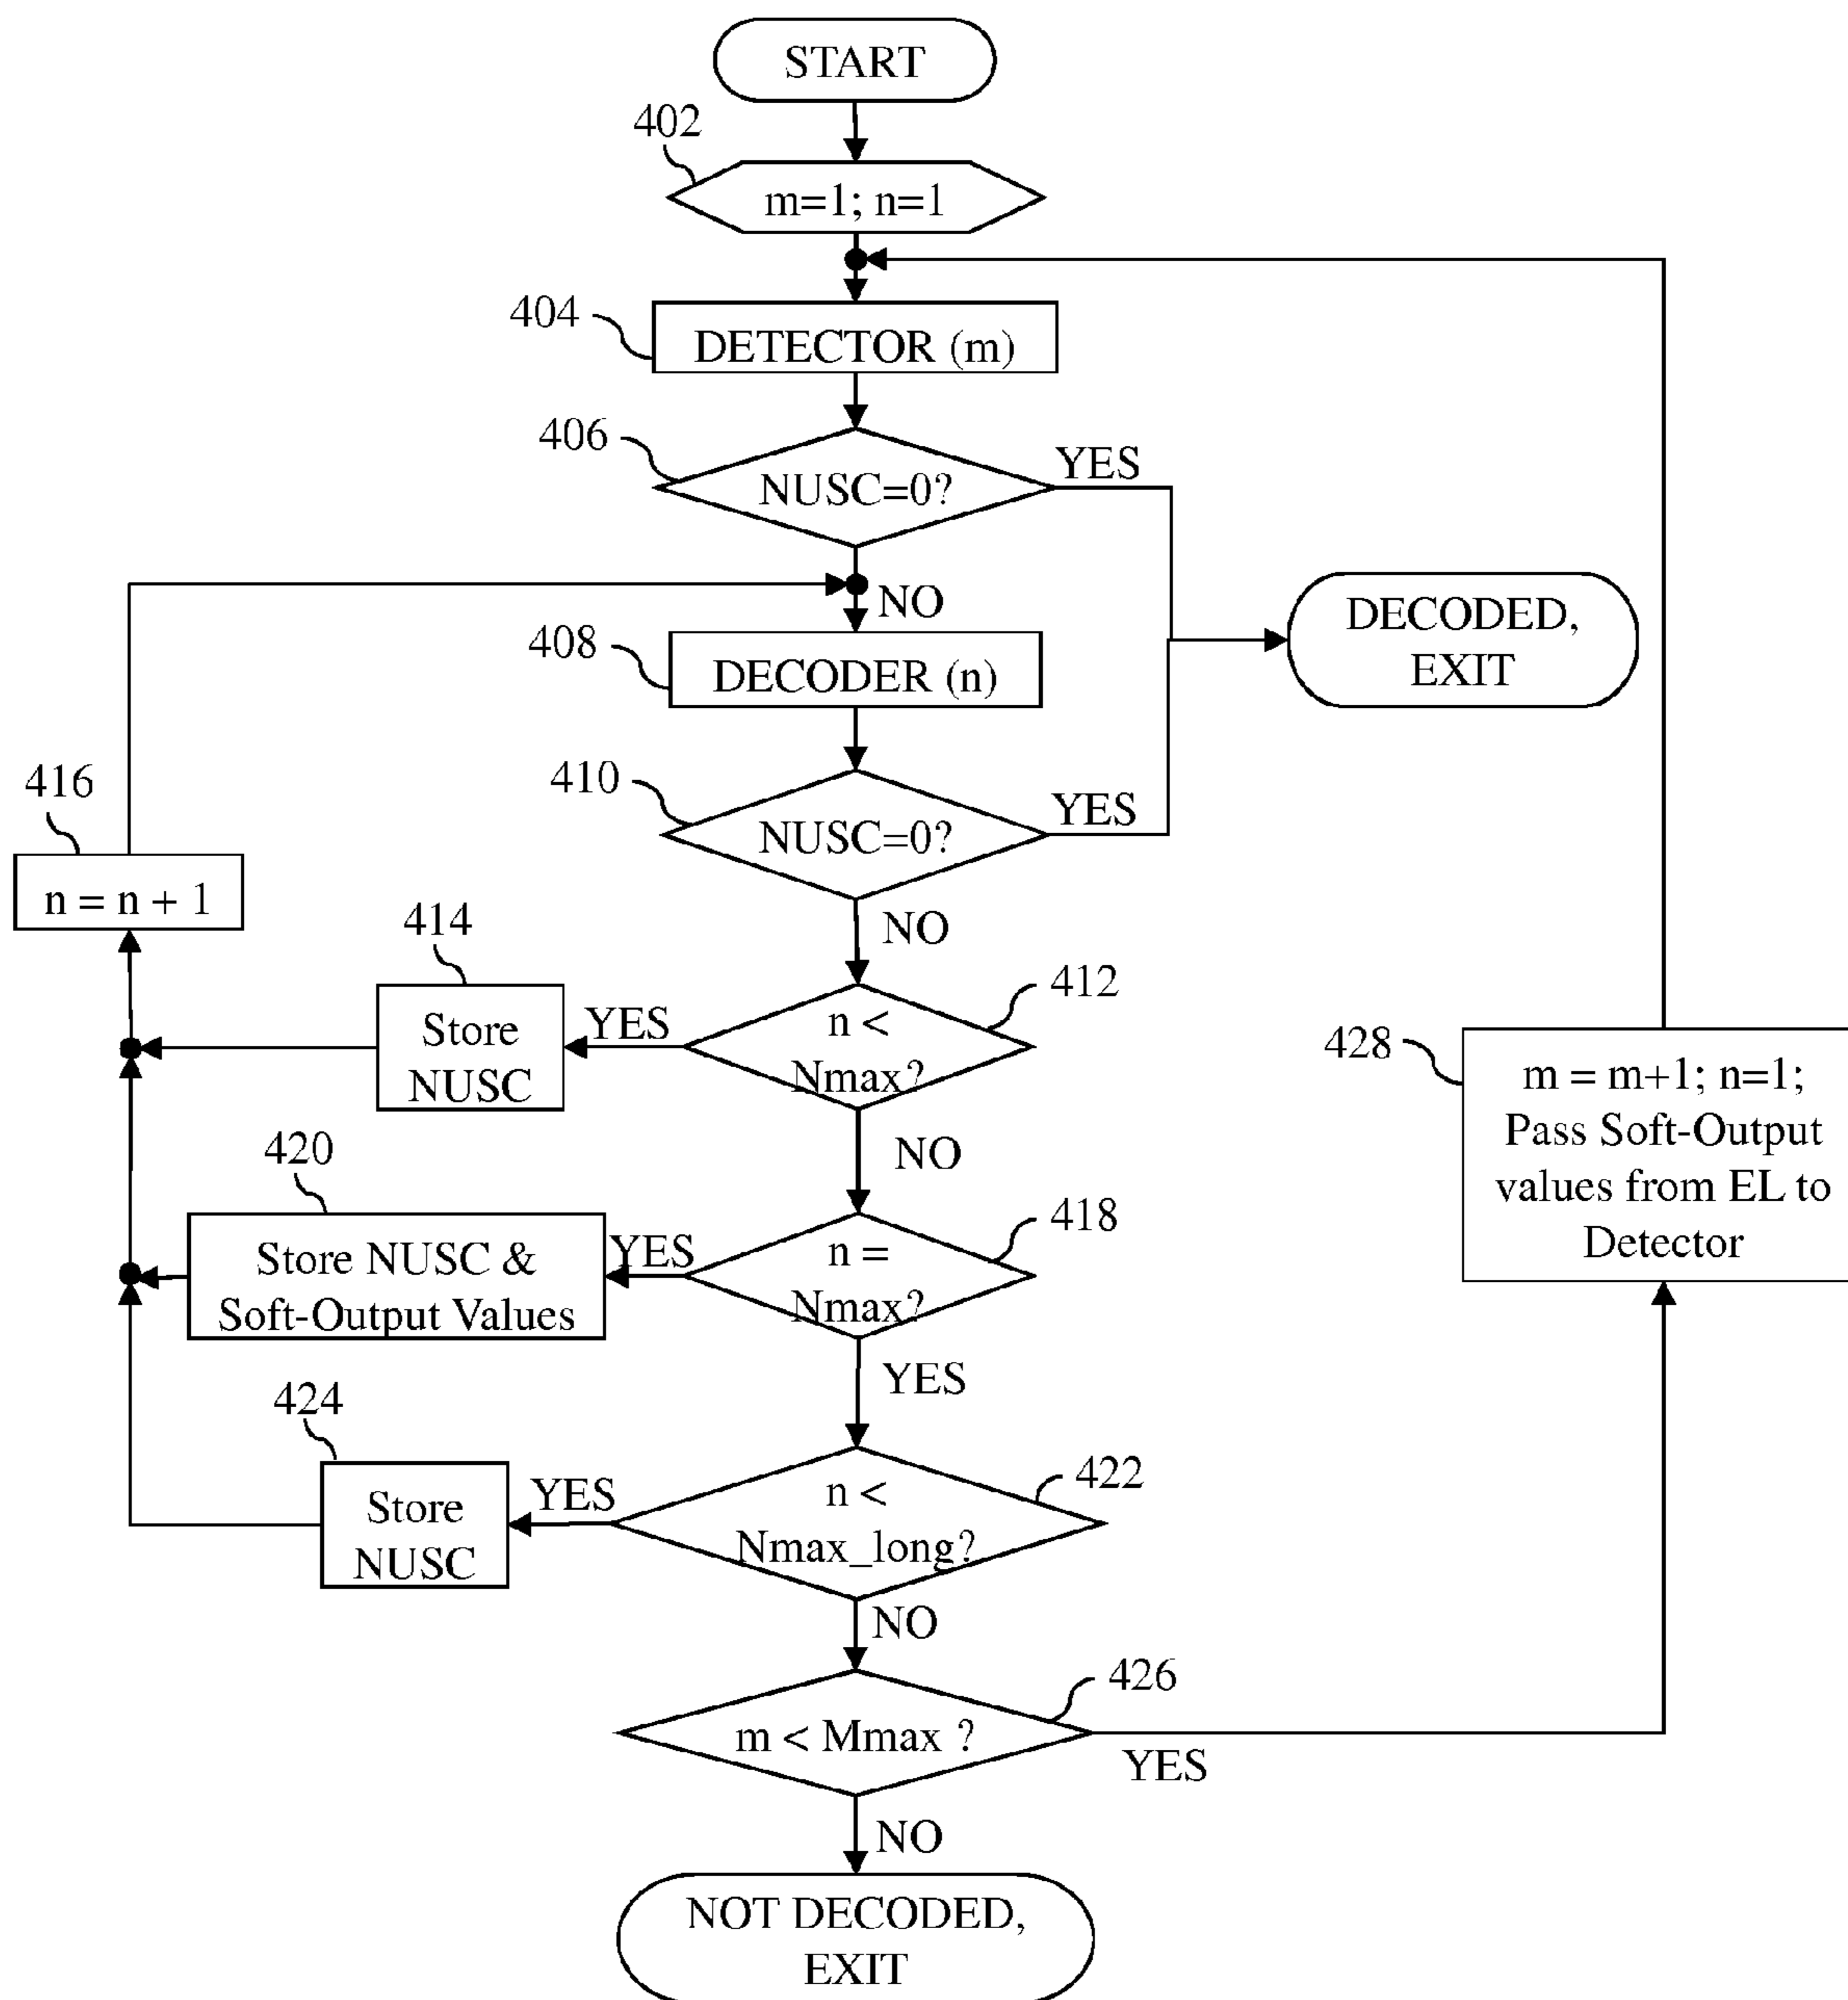 START
402
m=1; n=1
404
DETECTOR (m)
406
NUSC=0?
YES
NO
408
DECODER (n)
DECODED,
EXIT
410
NUSC=0?
YES
416
n = n + 1
NO
414
Store
NUSC
YES
412
n <
Nmax?
428
m = m+1; n=1;
Pass Soft-Output
values from EL to
Detector
NO
420
Store NUSC &
Soft-Output Values
YES
418
n =
Nmax?
YES
424
Store
NUSC
YES
422
n <
Nmax_long?
NO
426
m < Mmax ?
YES
NO
NOT DECODED,
EXIT